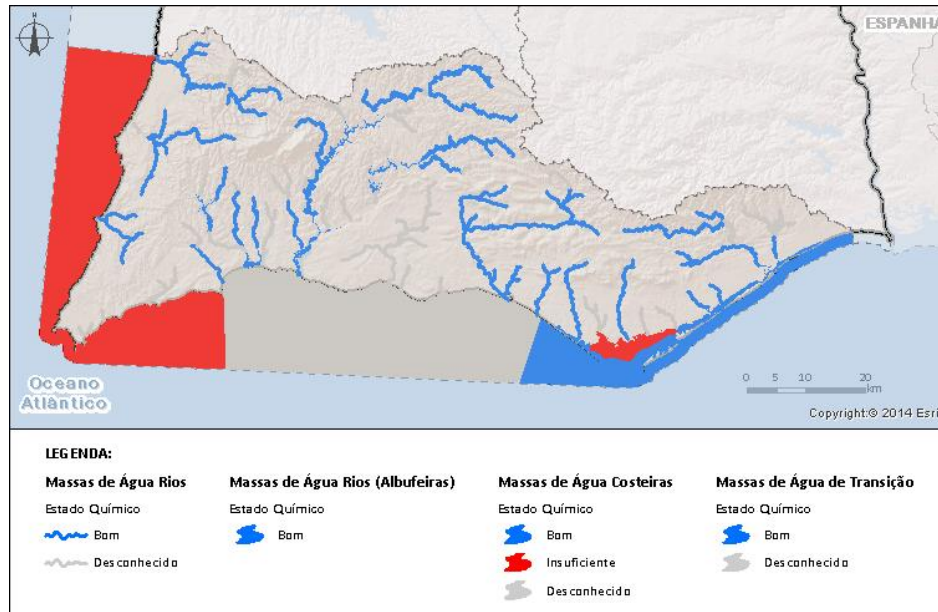 ESPANHA
Oceano
Atlântico
0 5 10 20
km
Copyright:© 2014 Esri
LEGENDA:
Massas de Água Rios
Estado Químico
Bom
Desconhecido
Massas de Água Rios (Albufeiras)
Estado Químico
Bom
Massas de Água Costeiras
Estado Químico
Bom
Insuficiente
Desconhecido
Massas de Água de Transição
Estado Químico
Bom
Desconhecido